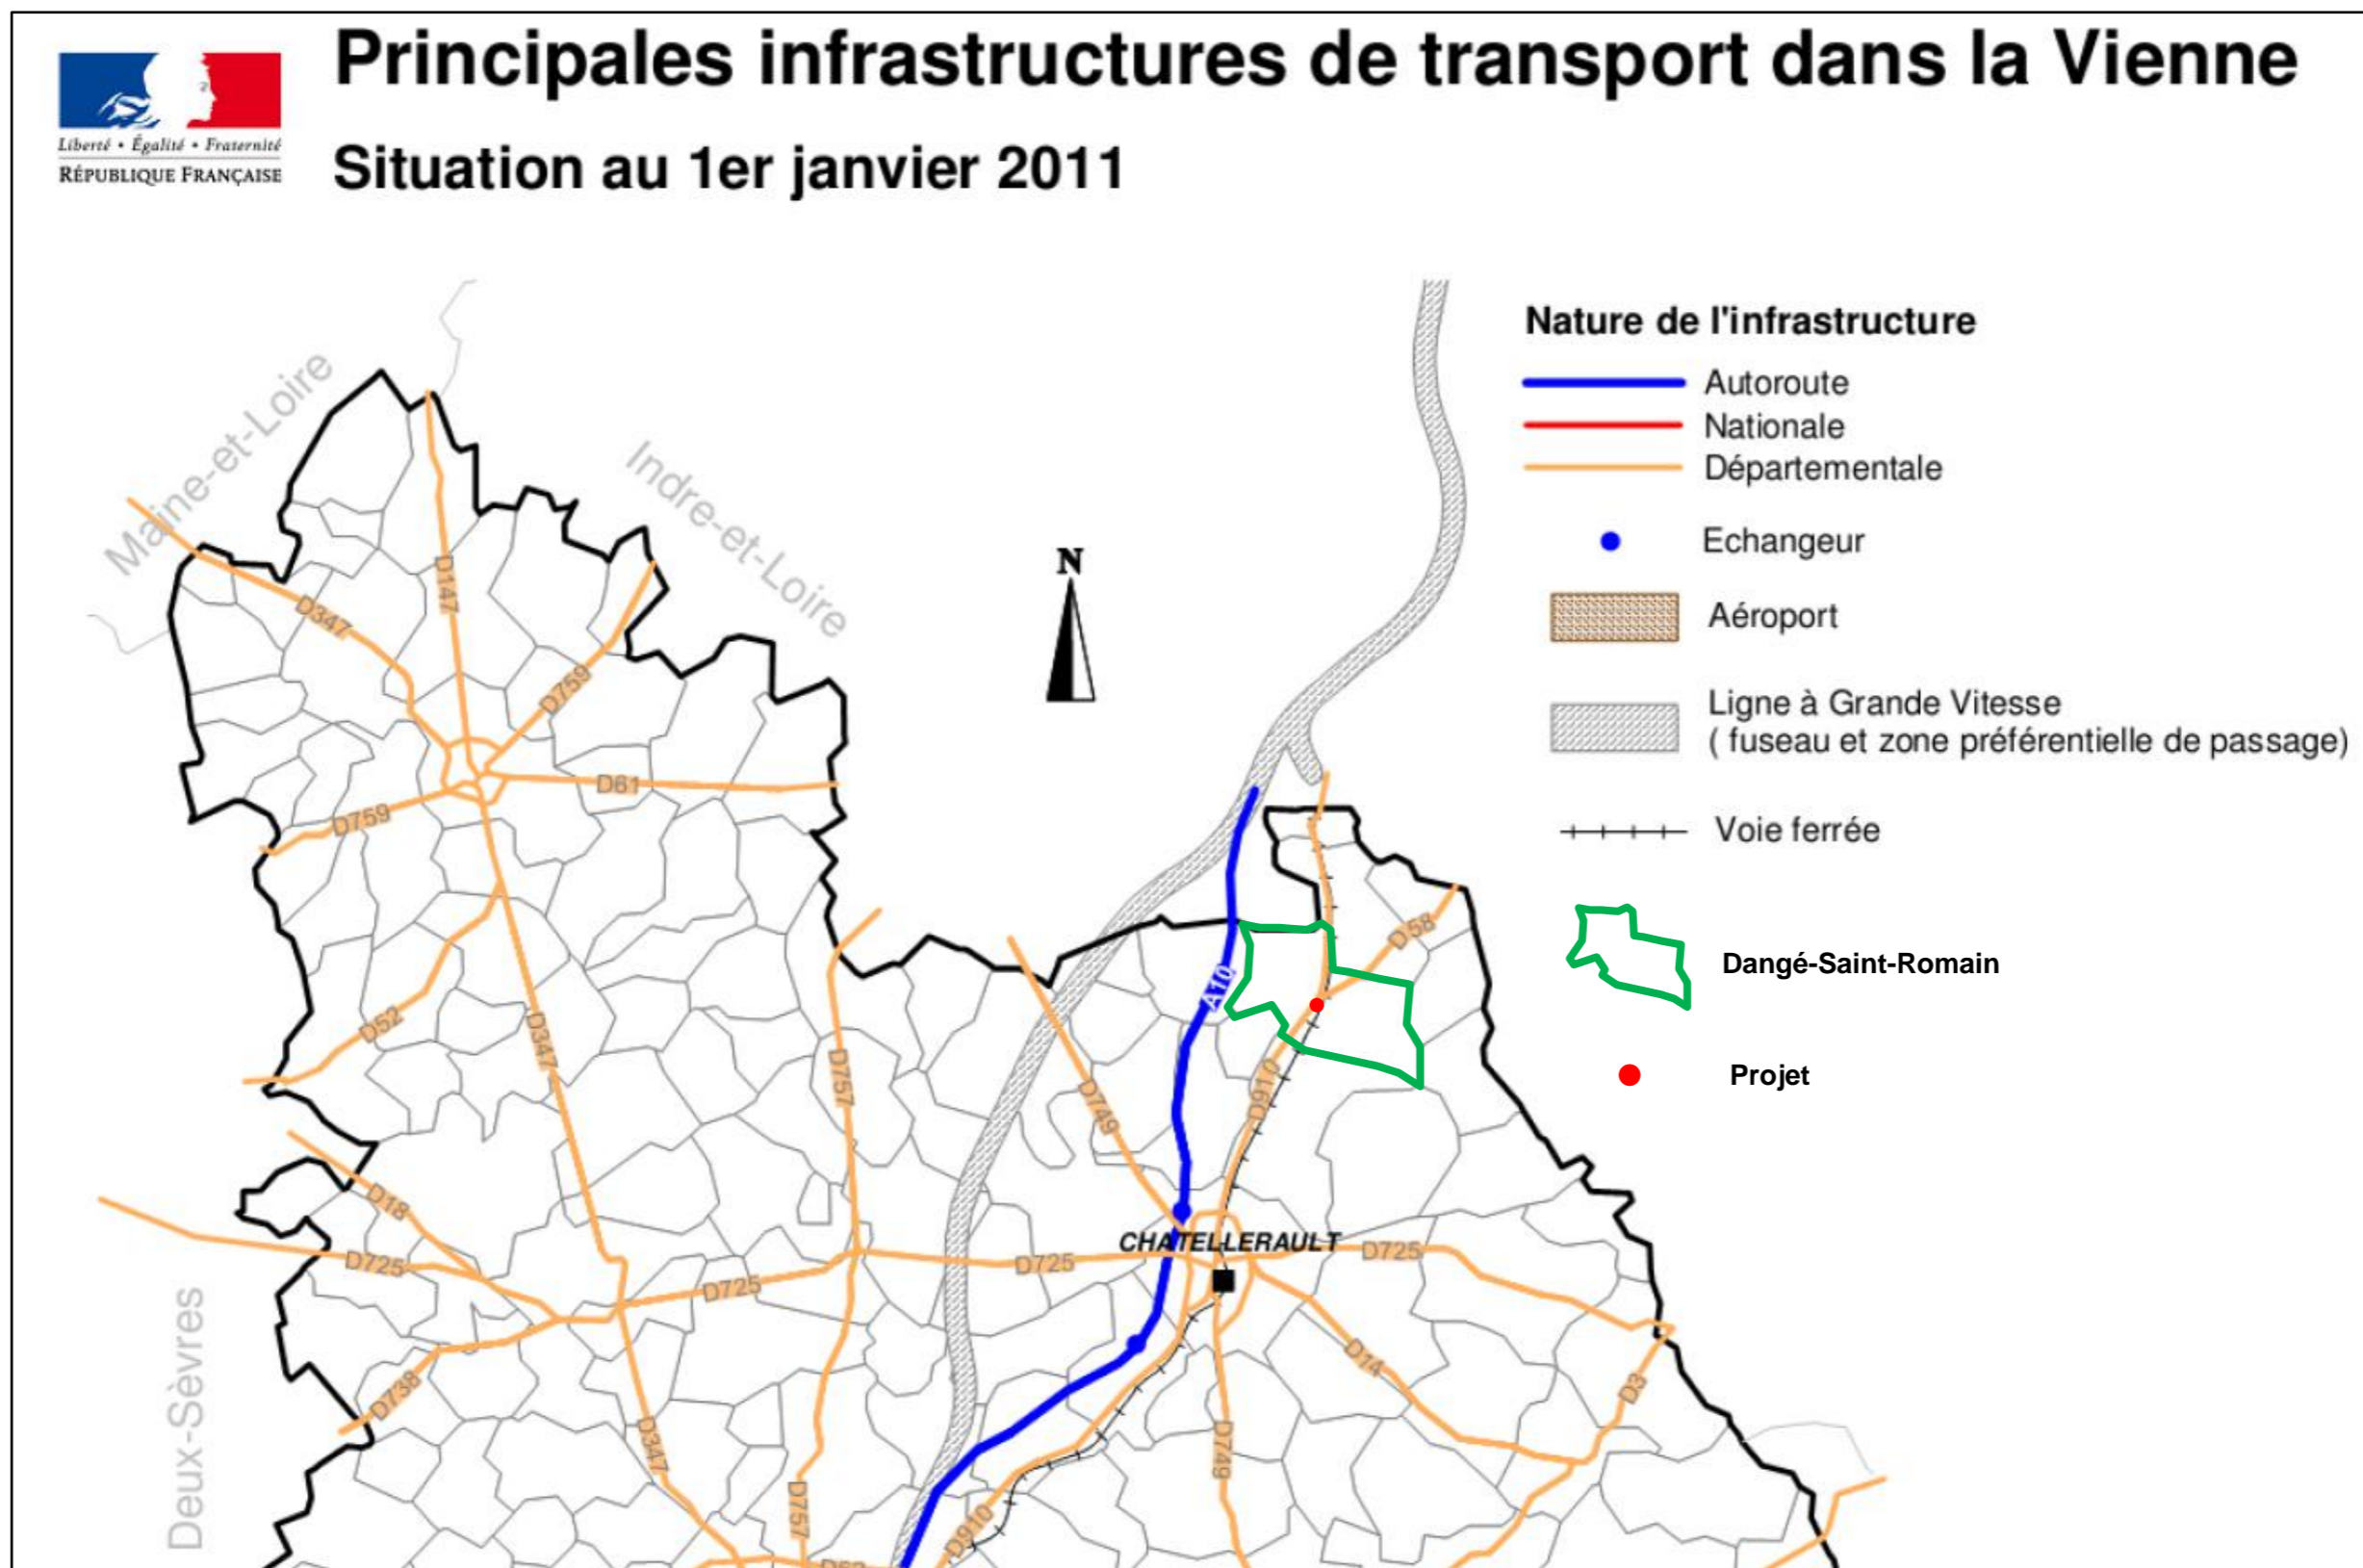 Principales infrastructures de transport dans la Vienne
Liberté • Égalité • Fraternité
RÉPUBLIQUE FRANÇAISE
Situation au 1er janvier 2011
Nature de l'infrastructure
Autoroute
Nationale
Départementale
Echangeur
Aéroport
Ligne à Grande Vitesse
( fuseau et zone préférentielle de passage)
Voie ferrée
Dangé-Saint-Romain
Projet
Maine-et-Loire
Indre-et-Loire
N
D147
D347
D759
D61
D759
D58
A10
D52
D347
D757
D749
D910
D18
CHATELLERAULT
D725
D725
D725
D725
Deux-Sèvres
D738
D14
D3
D347
D749
D757
D910
D62